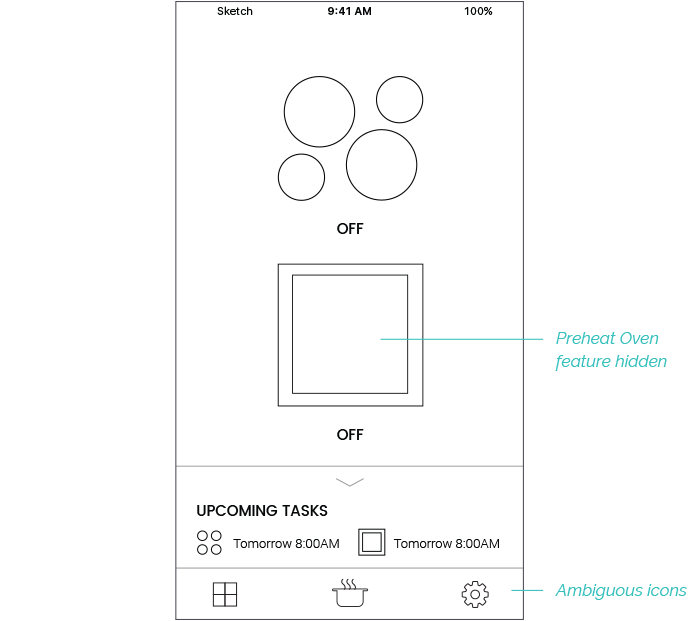 Sketch 9:41 AM 100%
OFF
Preheat Oven
feature hidden
OFF
UPCOMING TASKS
Tomorrow 8:00AM Tomorrow 8:00AM
Ambiguous icons